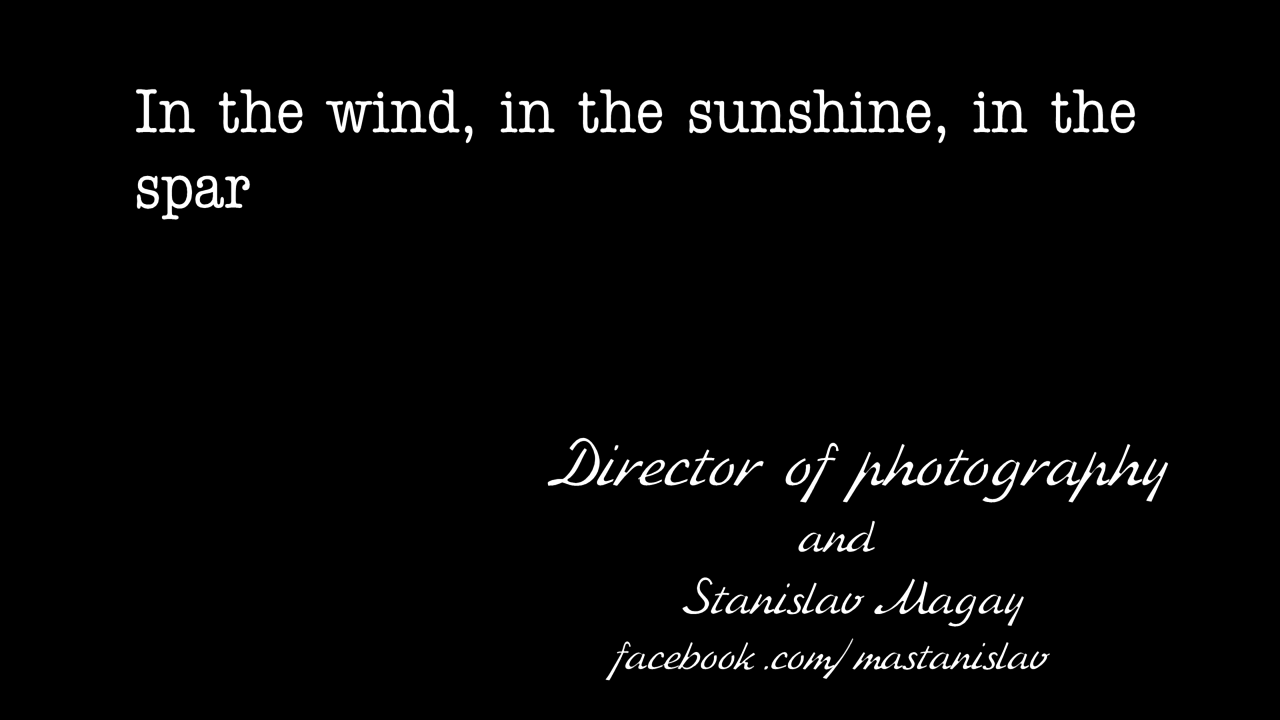 In the wind, in the sunshine, in the
spar
Director of photography
and
Stanislav Magay
facebook .com/ mastanislav